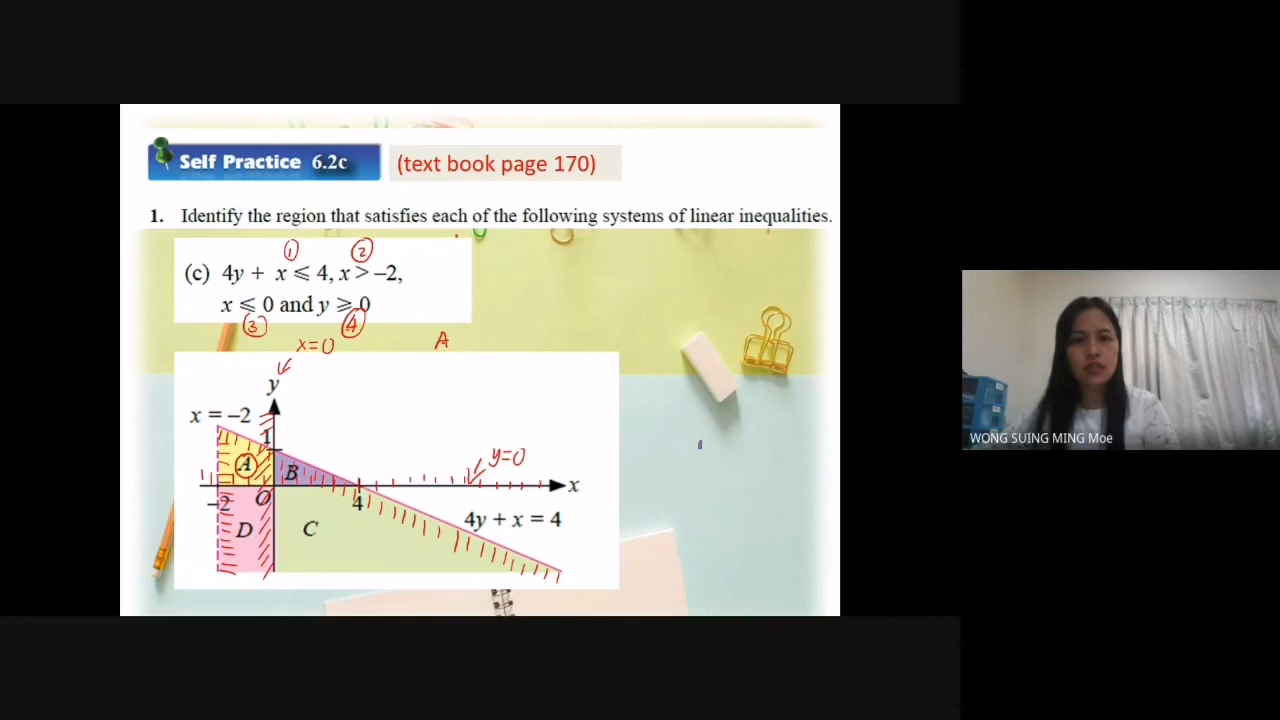 Self Practice 6.2c
(text book page 170)
1. Identify the region that satisfies each of the following systems of linear inequalities.
① ②
(c) 4y + x ⩽ 4, x > –2,
x ⩽ 0 and y ⩾ 0
③ ④
x=0
A
y
x = –2
1
A
B
y=0
x
–2
O
4
D
C
4y + x = 4
WONG SUING MING Moe